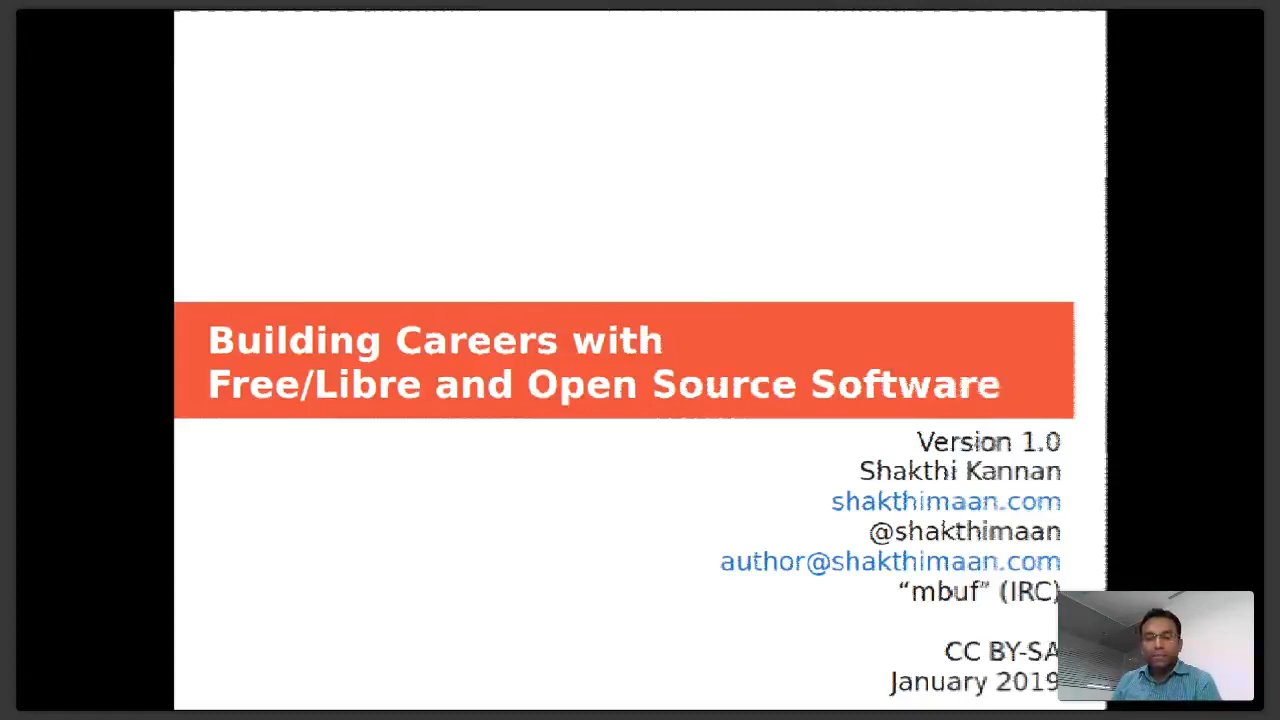 Building Careers with
Free/Libre and Open Source Software
Version 1.0
Shakthi Kannan
shakthimaan.com
@shakthimaan
author@shakthimaan.com
“mbuf” (IRC)
CC BY-SA
January 2019